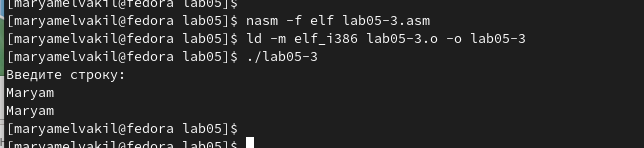 [maryamelvakil@fedora lab05]$
[maryamelvakil@fedora lab05]$ nasm -f elf lab05-3.asm
[maryamelvakil@fedora lab05]$ ld -m elf_i386 lab05-3.o -o lab05-3
[maryamelvakil@fedora lab05]$ ./lab05-3
Введите строку:
Maryam
Maryam
[maryamelvakil@fedora lab05]$
[maryamelvakil@fedora lab05]$